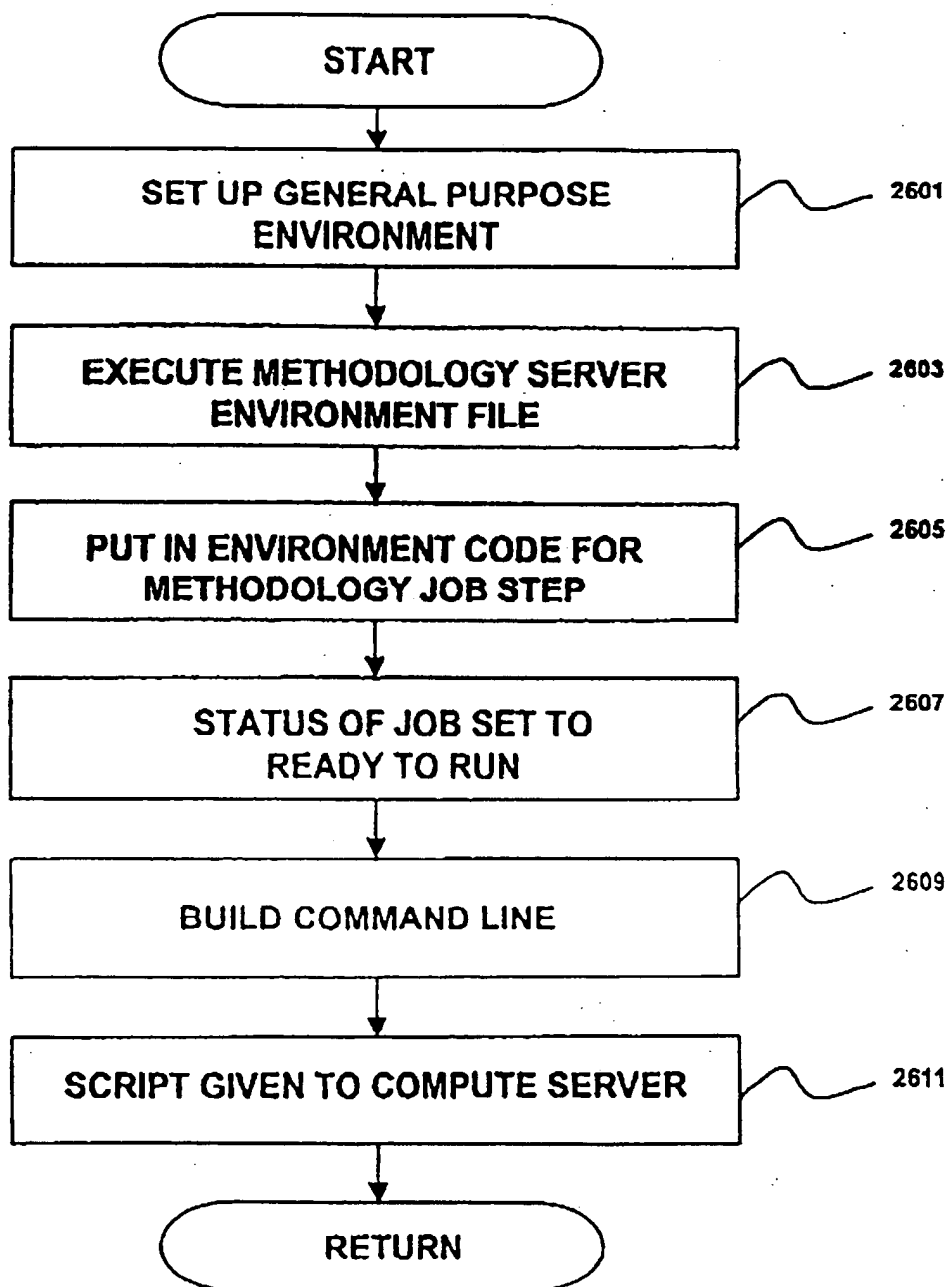 START
SET UP GENERAL PURPOSE
ENVIRONMENT
2601
EXECUTE METHODOLOGY SERVER
ENVIRONMENT FILE
2603
PUT IN ENVIRONMENT CODE FOR
METHODOLOGY JOB STEP
2605
STATUS OF JOB SET TO
READY TO RUN
2607
BUILD COMMAND LINE
2609
SCRIPT GIVEN TO COMPUTE SERVER
2611
RETURN